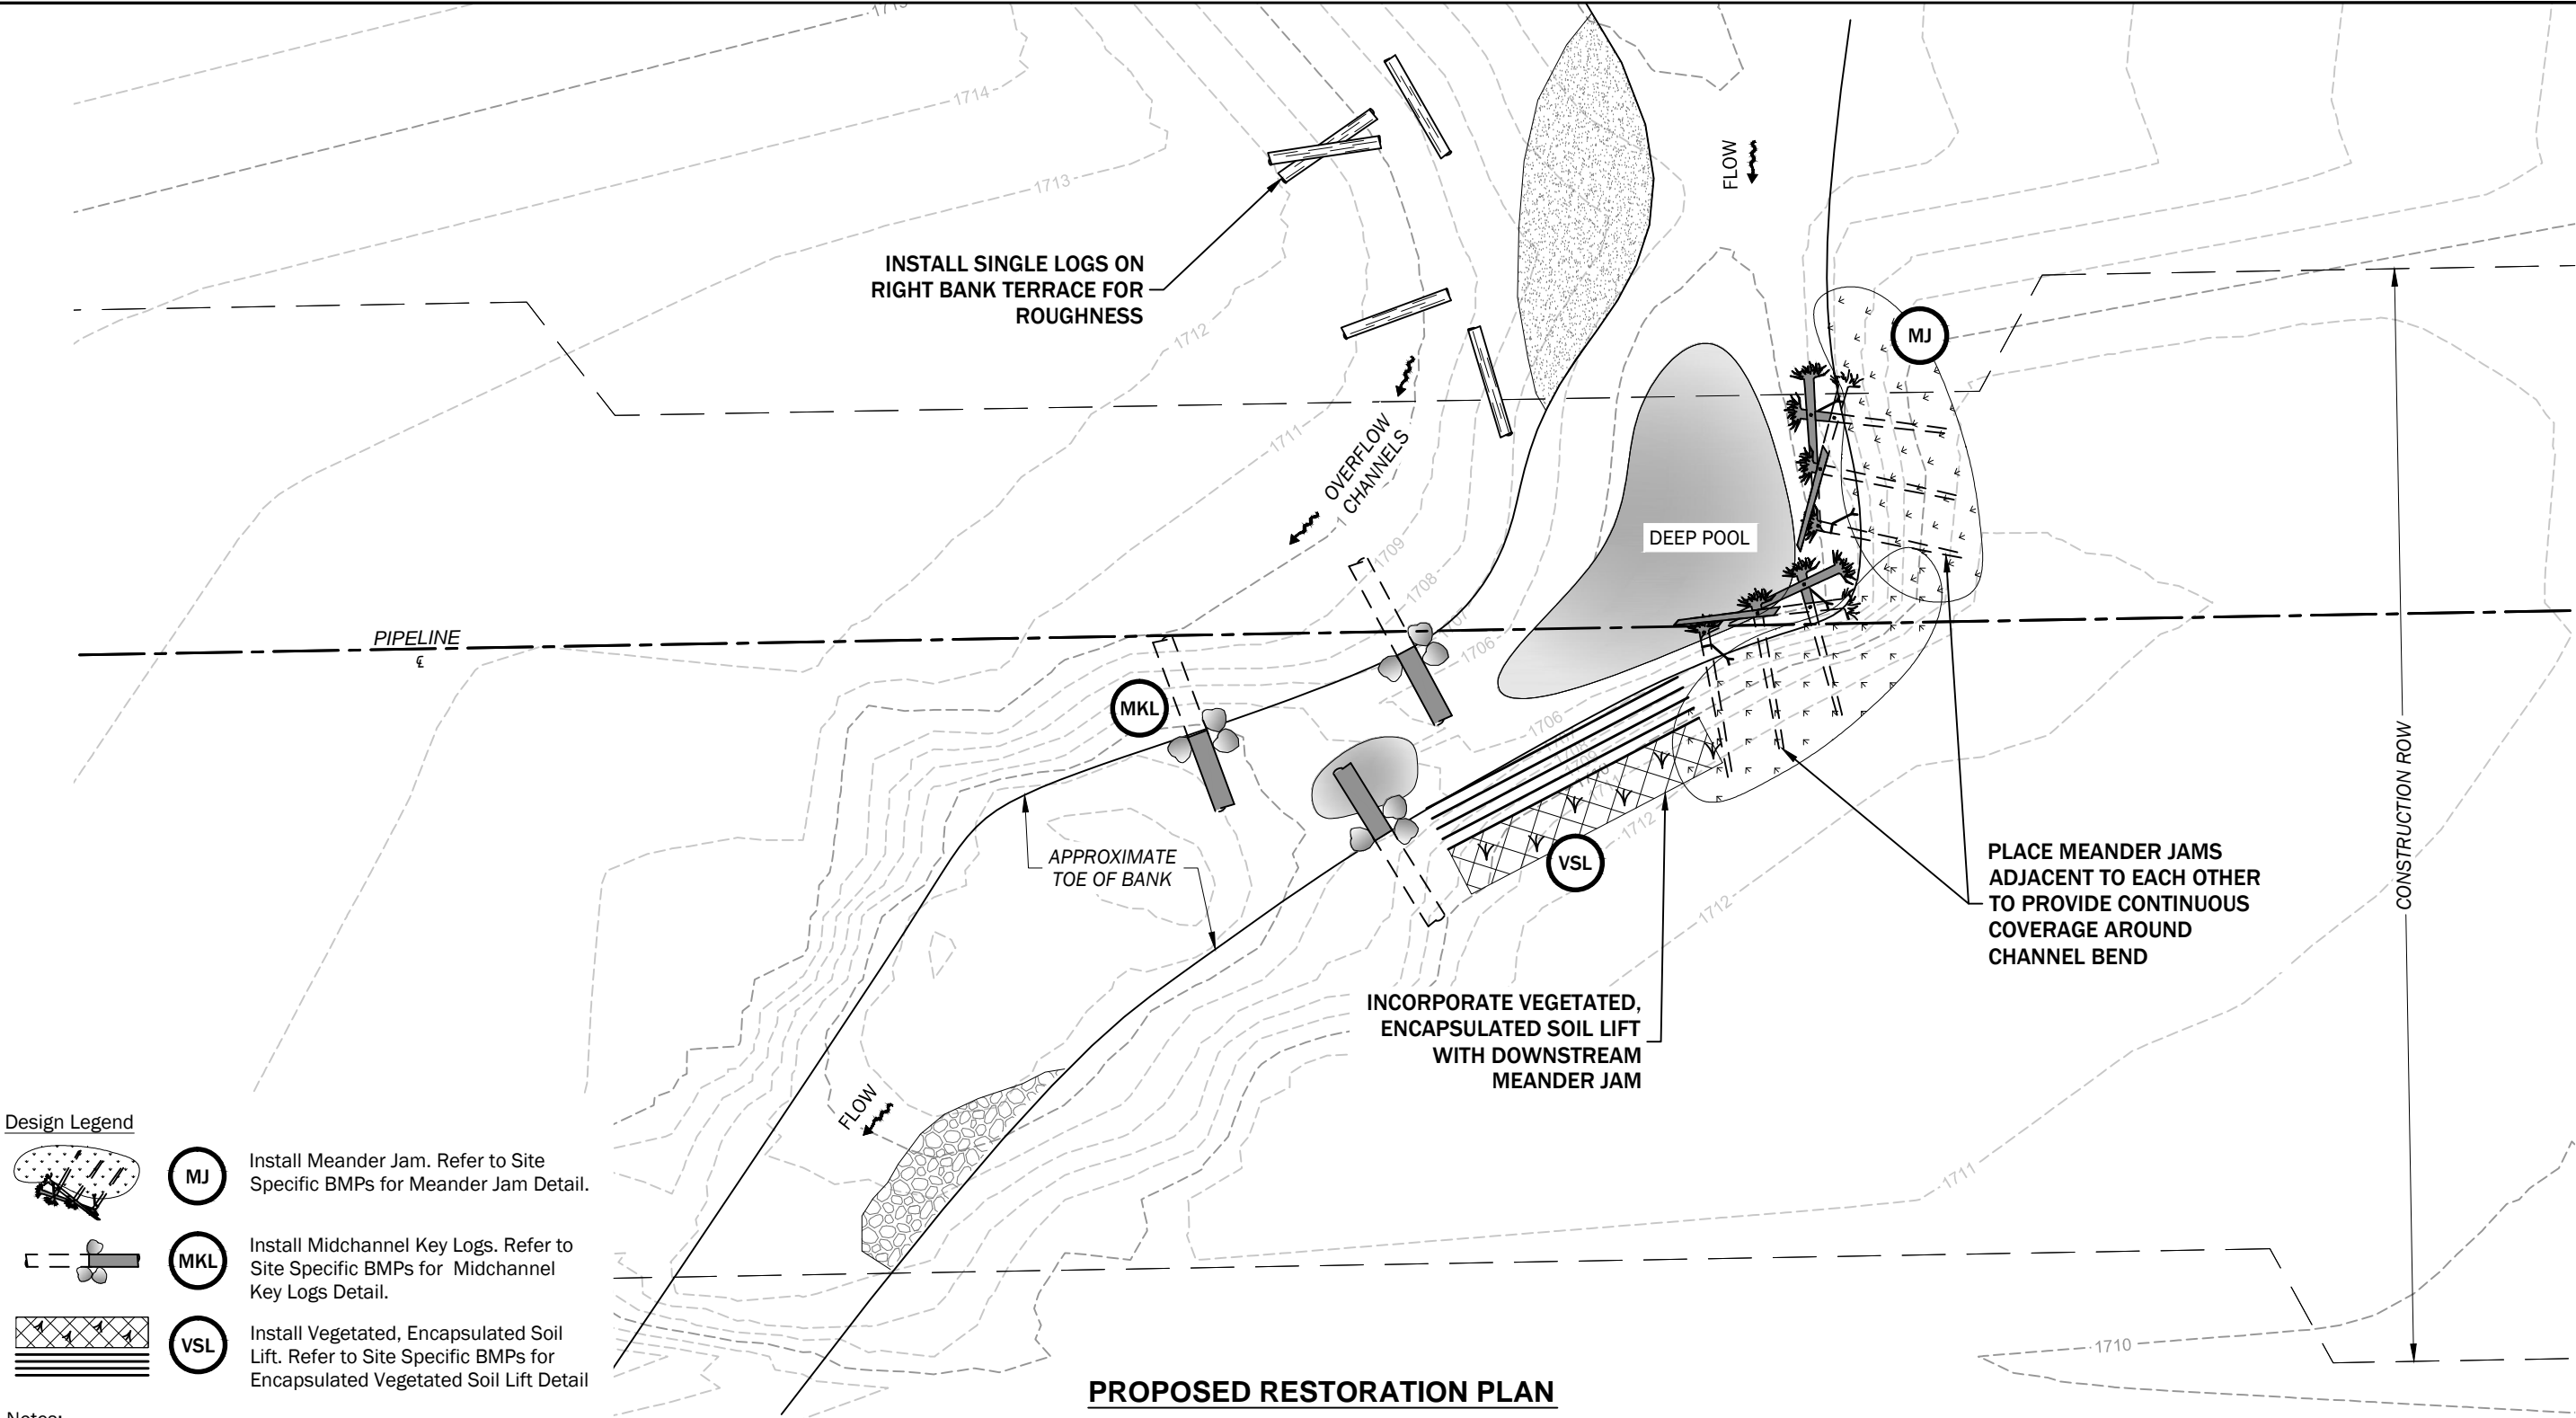 1715
1714
1713
1712
1711
1709
1708
1707
1706
FLOW
INSTALL SINGLE LOGS ON
RIGHT BANK TERRACE FOR
ROUGHNESS
MJ
OVERFLOW
CHANNELS
DEEP POOL
PIPELINE
℄
MKL
1706
1712
1712
VSL
APPROXIMATE
TOE OF BANK
PLACE MEANDER JAMS
ADJACENT TO EACH OTHER
TO PROVIDE CONTINUOUS
COVERAGE AROUND
CHANNEL BEND
CONSTRUCTION ROW
INCORPORATE VEGETATED,
ENCAPSULATED SOIL LIFT
WITH DOWNSTREAM
MEANDER JAM
FLOW
1711
1710
Design Legend
MJ
Install Meander Jam. Refer to Site
Specific BMPs for Meander Jam Detail.
MKL
Install Midchannel Key Logs. Refer to
Site Specific BMPs for Midchannel
Key Logs Detail.
VSL
Install Vegetated, Encapsulated Soil
Lift. Refer to Site Specific BMPs for
Encapsulated Vegetated Soil Lift Detail
PROPOSED RESTORATION PLAN
Notes: